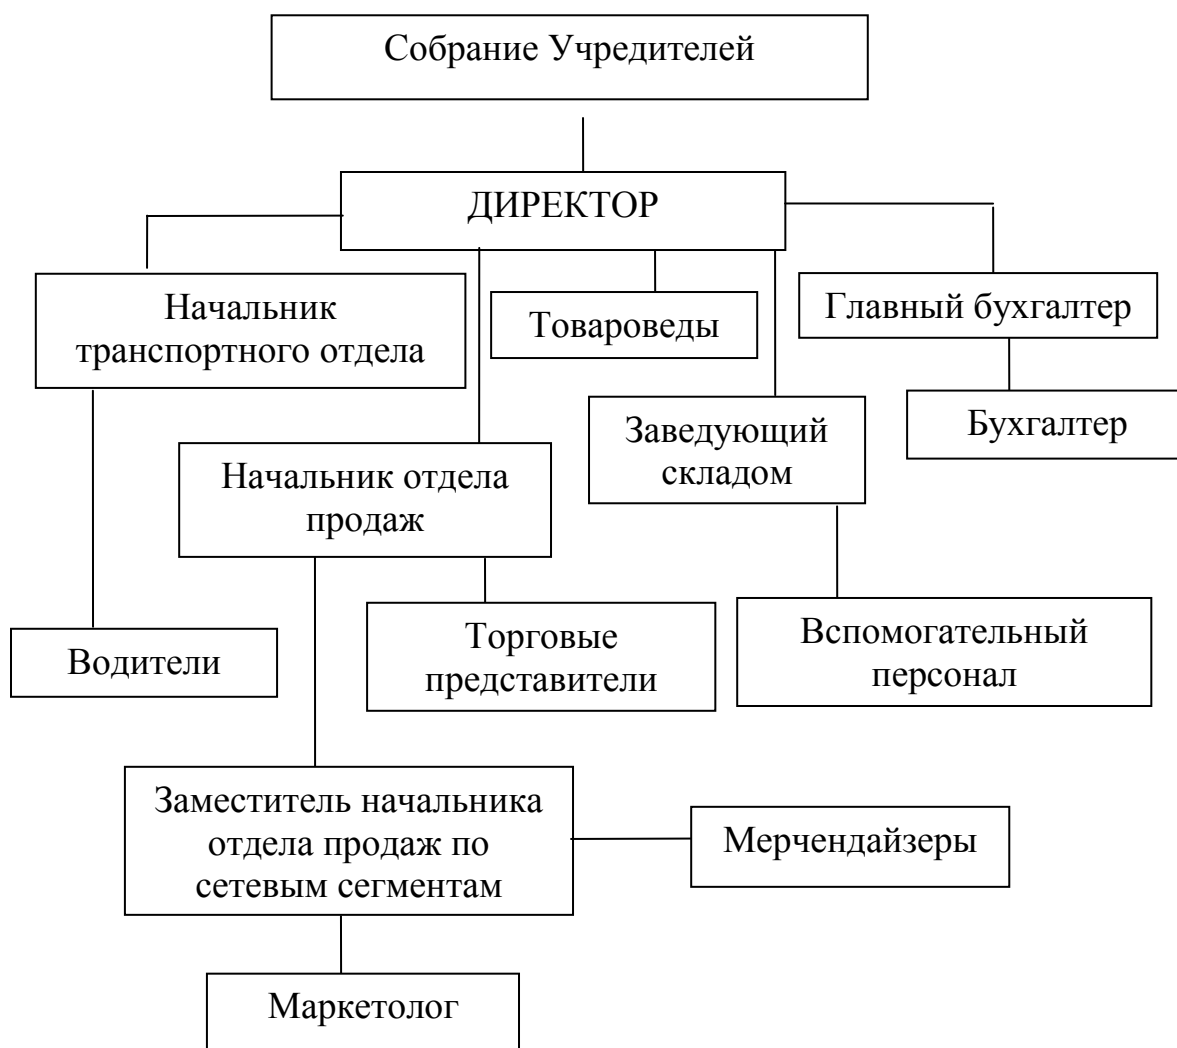 Собрание Учредителей
ДИРЕКТОР
Начальник
транспортного отдела
Товароведы
Главный бухгалтер
Заведующий
складом
Бухгалтер
Начальник отдела
продаж
Водители
Торговые
представители
Вспомогательный
персонал
Заместитель начальника
отдела продаж по
сетевым сегментам
Мерчендайзеры
Маркетолог